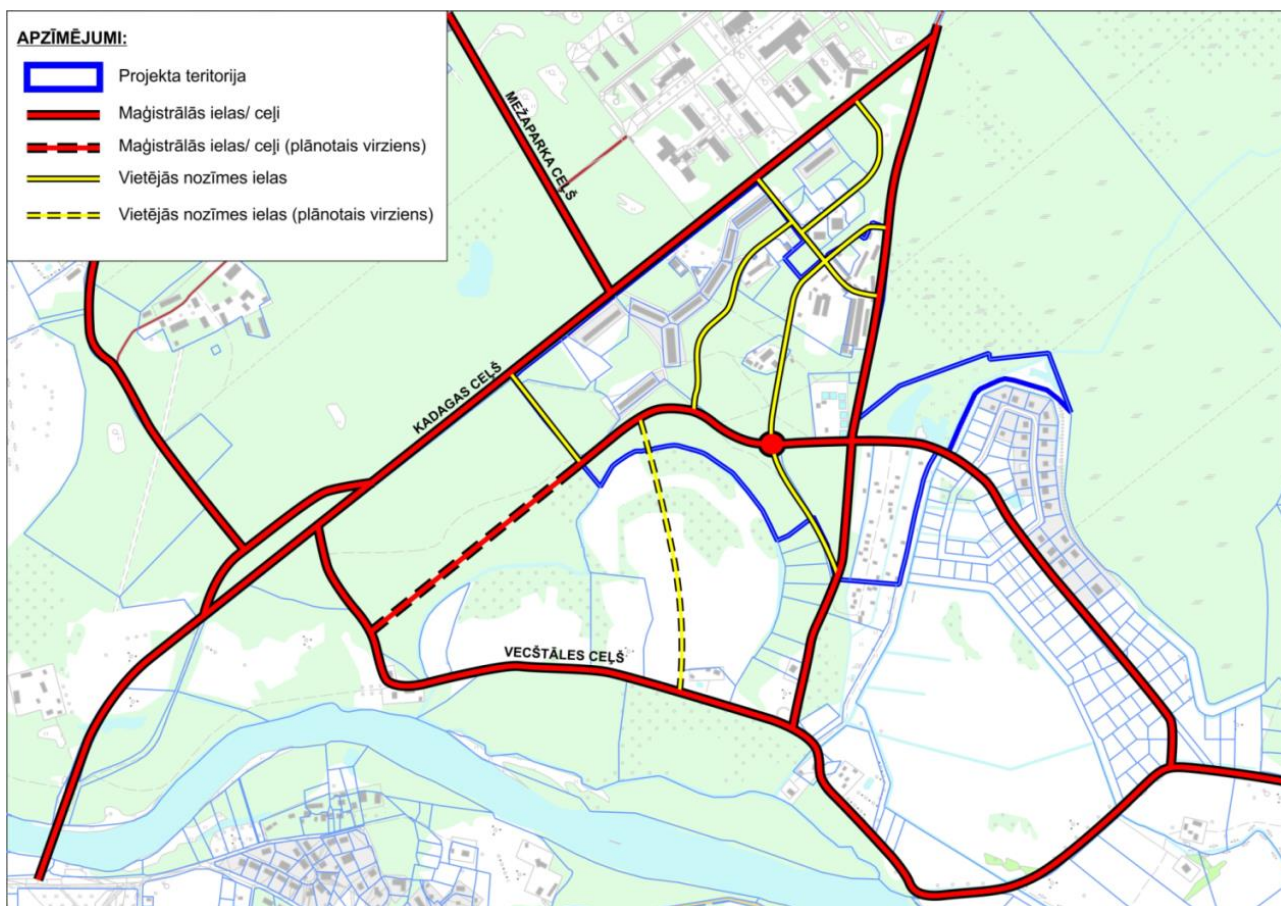 APZĪMĒJUMI:
Projekta teritorija
Maģistrālās ielas/ ceļi
Maģistrālās ielas/ ceļi (plānotais virziens)
Vietējās nozīmes ielas
Vietējās nozīmes ielas (plānotais virziens)
MEŽAPARKA CEĻŠ
KADAGAS CEĻŠ
VECŠTĀLES CEĻŠ